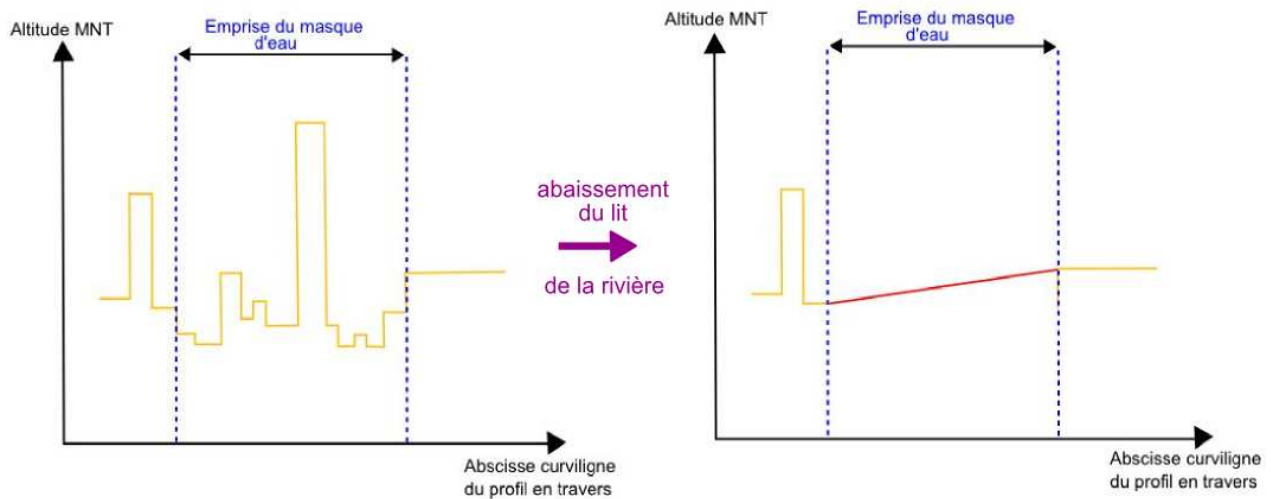 Altitude MNT
Emprise du masque
d'eau
Abscisse curviligne
du profil en travers
abaissement
du lit
de la rivière
Altitude MNT
Emprise du masque
d'eau
Abscisse curviligne
du profil en travers